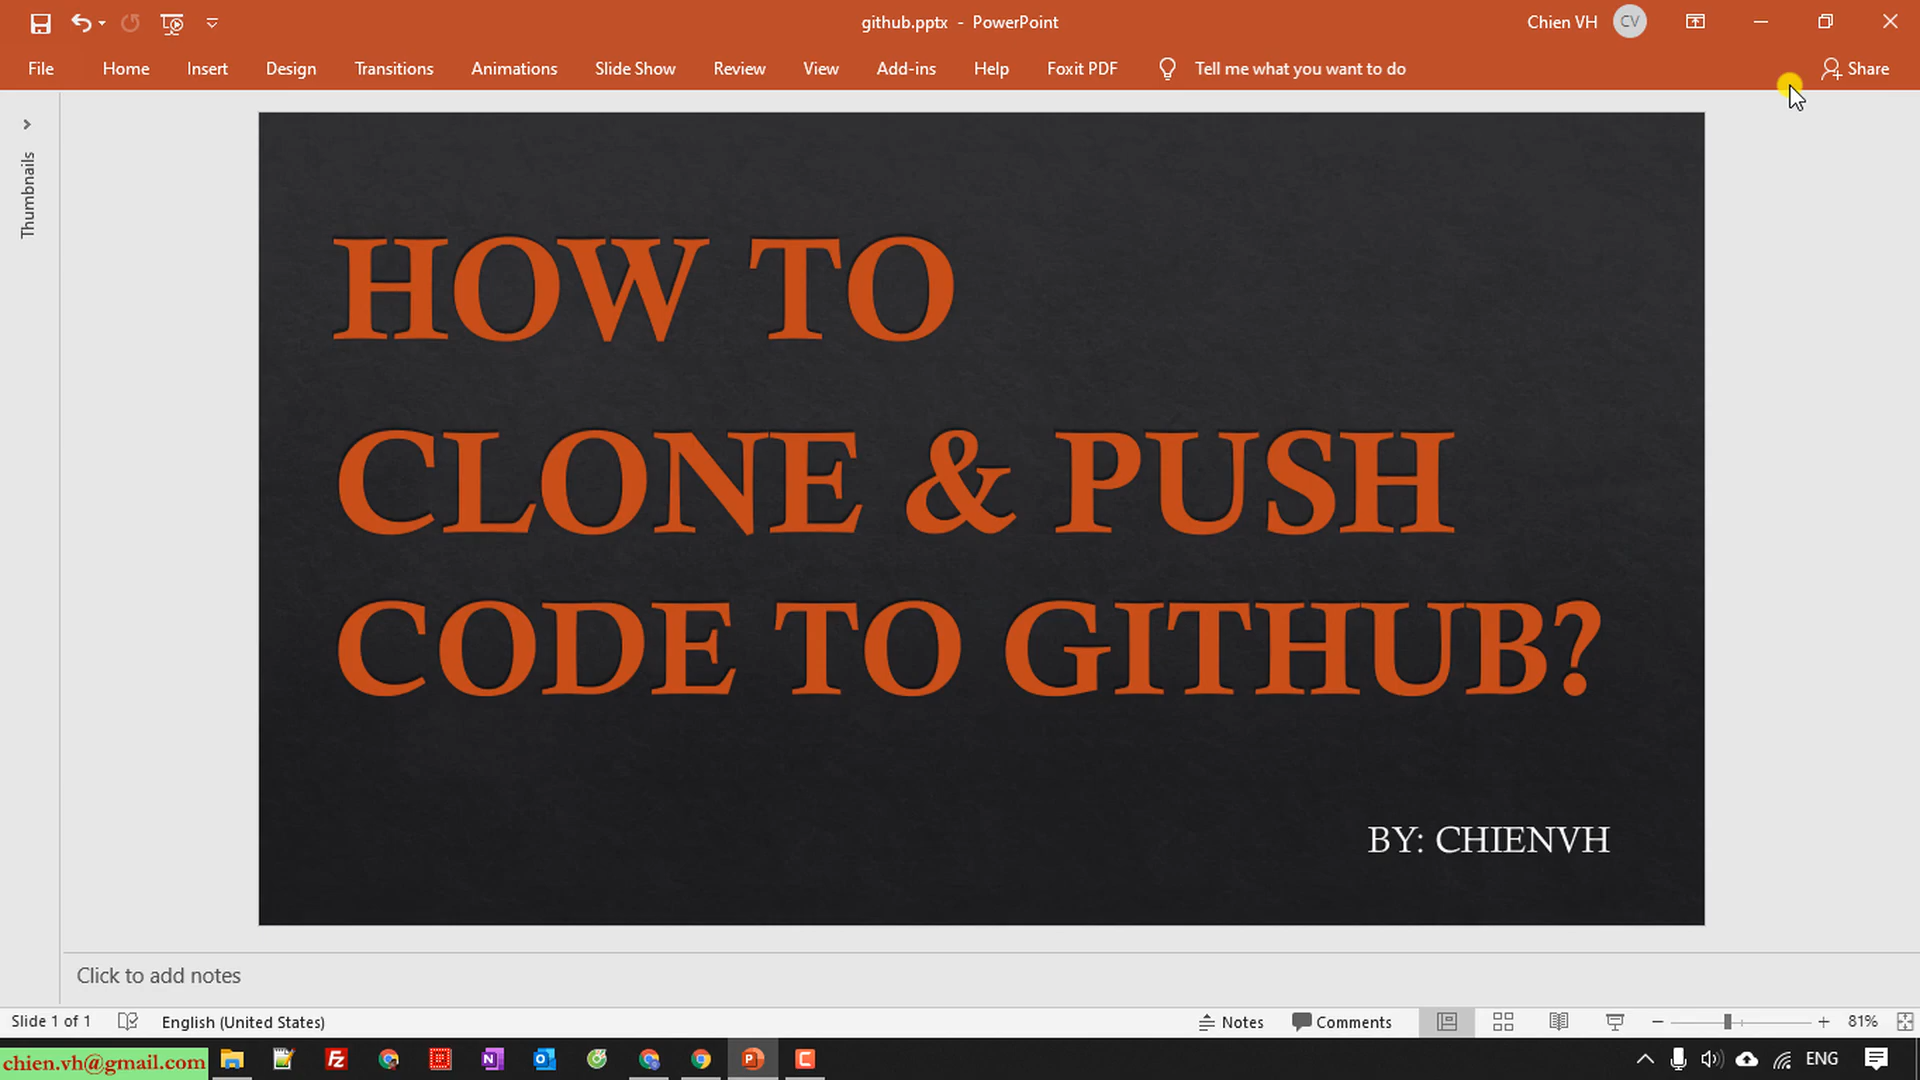 github.pptx - PowerPoint
Chien VH
CV
File
Home
Insert
Design
Transitions
Animations
Slide Show
Review
View
Add-ins
Help
Foxit PDF
Tell me what you want to do
Share
Thumbnails
HOW TO
CLONE & PUSH
CODE TO GITHUB?
BY: CHIENVH
Click to add notes
Slide 1 of 1
English (United States)
Notes
Comments
81%
chien.vh@gmail.com
ENG